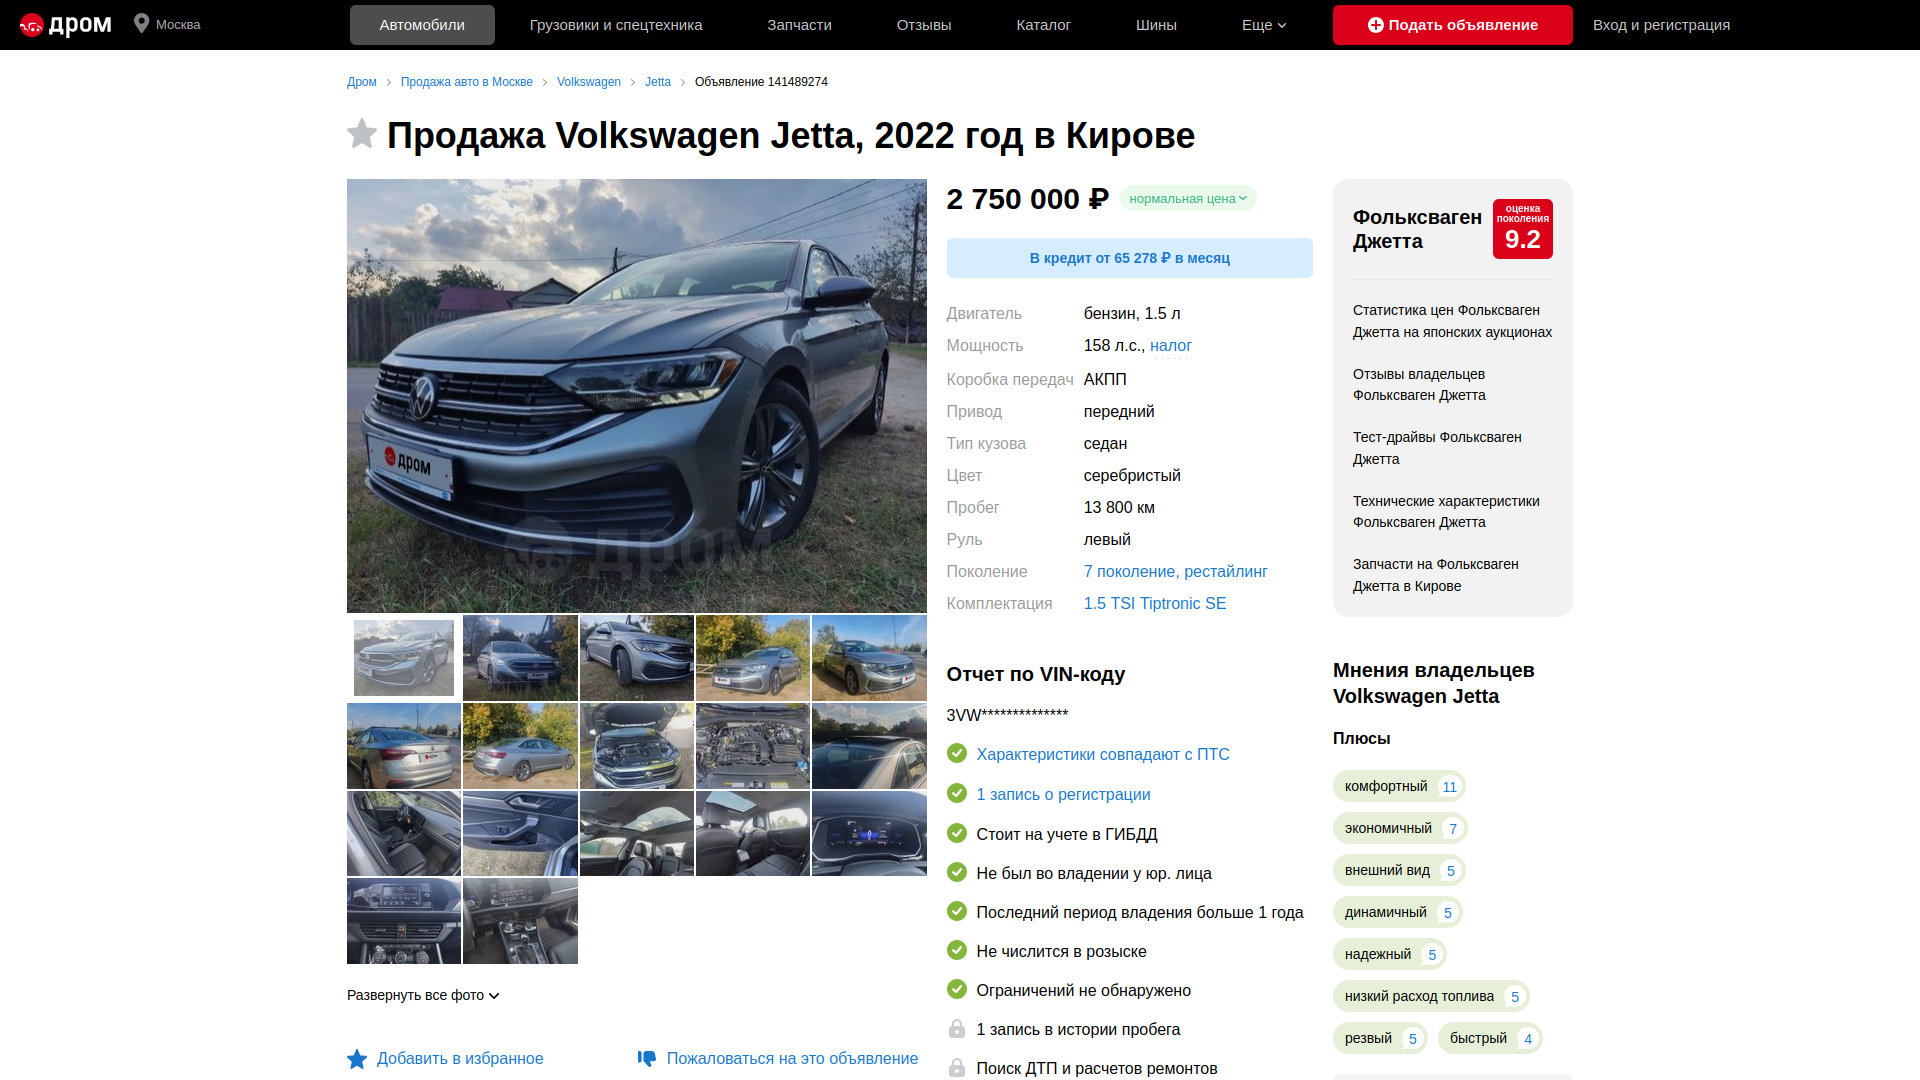 дром
Москва
Автомобили
Грузовики и спецтехника
Запчасти
Отзывы
Каталог
Шины
Еще
Подать объявление
Вход и регистрация
Дром
Продажа авто в Москве
Volkswagen
Jetta
Объявление 141489274
Продажа Volkswagen Jetta, 2022 год в Кирове
дром
дром
Развернуть все фото
Добавить в избранное
Пожаловаться на это объявление
2 750 000 ₽
нормальная цена
В кредит от 65 278 ₽ в месяц
Двигатель бензин, 1.5 л
Мощность 158 л.с., налог
Коробка передач АКПП
Привод передний
Тип кузова седан
Цвет серебристый
Пробег 13 800 км
Руль левый
Поколение 7 поколение, рестайлинг
Комплектация 1.5 TSI Tiptronic SE
Отчет по VIN-коду
3VW**************
Характеристики совпадают с ПТС
1 запись о регистрации
Стоит на учете в ГИБДД
Не был во владении у юр. лица
Последний период владения больше 1 года
Не числится в розыске
Ограничений не обнаружено
1 запись в истории пробега
Поиск ДТП и расчетов ремонтов
Фольксваген
Джетта
оценка
поколения
9.2
Статистика цен Фольксваген
Джетта на японских аукционах
Отзывы владельцев
Фольксваген Джетта
Тест-драйвы Фольксваген
Джетта
Технические характеристики
Фольксваген Джетта
Запчасти на Фольксваген
Джетта в Кирове
Мнения владельцев
Volkswagen Jetta
Плюсы
комфортный 11
экономичный 7
внешний вид 5
динамичный 5
надежный 5
низкий расход топлива 5
резвый 5 быстрый 4